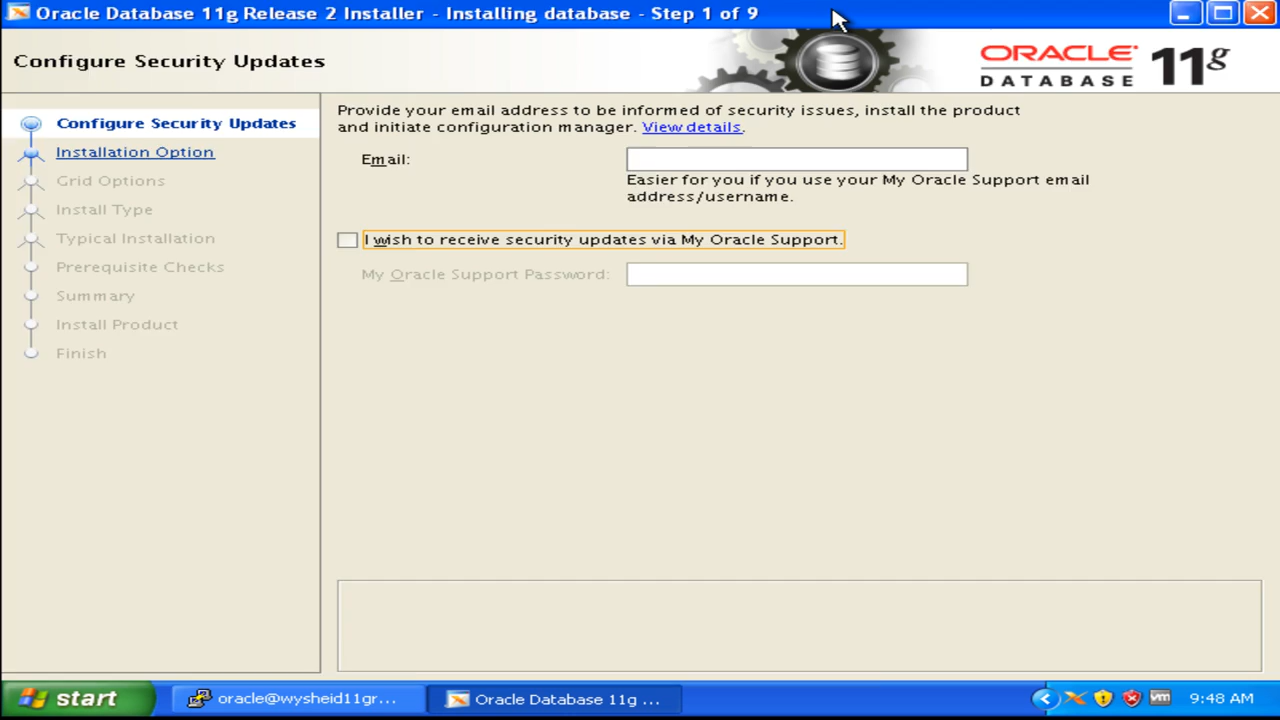 Oracle Database 11g Release 2 Installer - Installing database - Step 1 of 9
Configure Security Updates
ORACLE
DATABASE
11g
Configure Security Updates
Installation Option
Grid Options
Install Type
Typical Installation
Prerequisite Checks
Summary
Install Product
Finish
Provide your email address to be informed of security issues, install the product
and initiate configuration manager. View details.
Email:
Easier for you if you use your My Oracle Support email
address/username.
I wish to receive security updates via My Oracle Support.
My Oracle Support Password:
start
oracle@wysheid11gr...
Oracle Database 11g ...
vm
9:48 AM